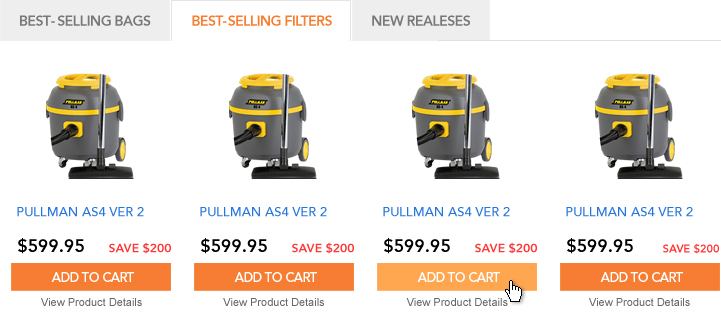 BEST- SELLING BAGS BEST-SELLING FILTERS NEW REALESES
PULLMAN PULLMAN PULLMAN PULLMAN
PULLMAN AS4 VER 2 PULLMAN AS4 VER 2 PULLMAN AS4 VER 2 PULLMAN AS4 VER 2
$599.95 SAVE $200 $599.95 SAVE $200 $599.95 SAVE $200 $599.95 SAVE $200
ADD TO CART ADD TO CART ADD TO CART ADD TO CART
View Product Details View Product Details View Product Details View Product Details